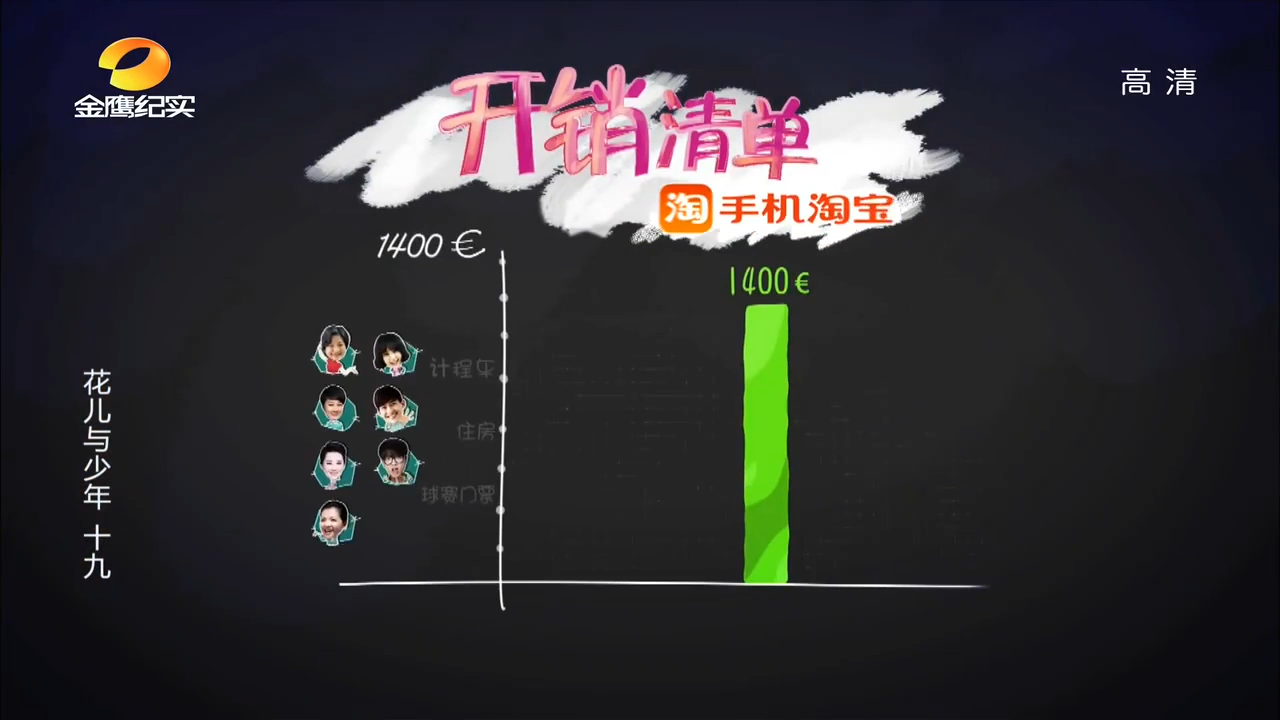 金鹰纪实
高清
开销清单
淘 手机淘宝
1400 €
1400 €
计程车
住房
球赛门票
花儿与少年 十九